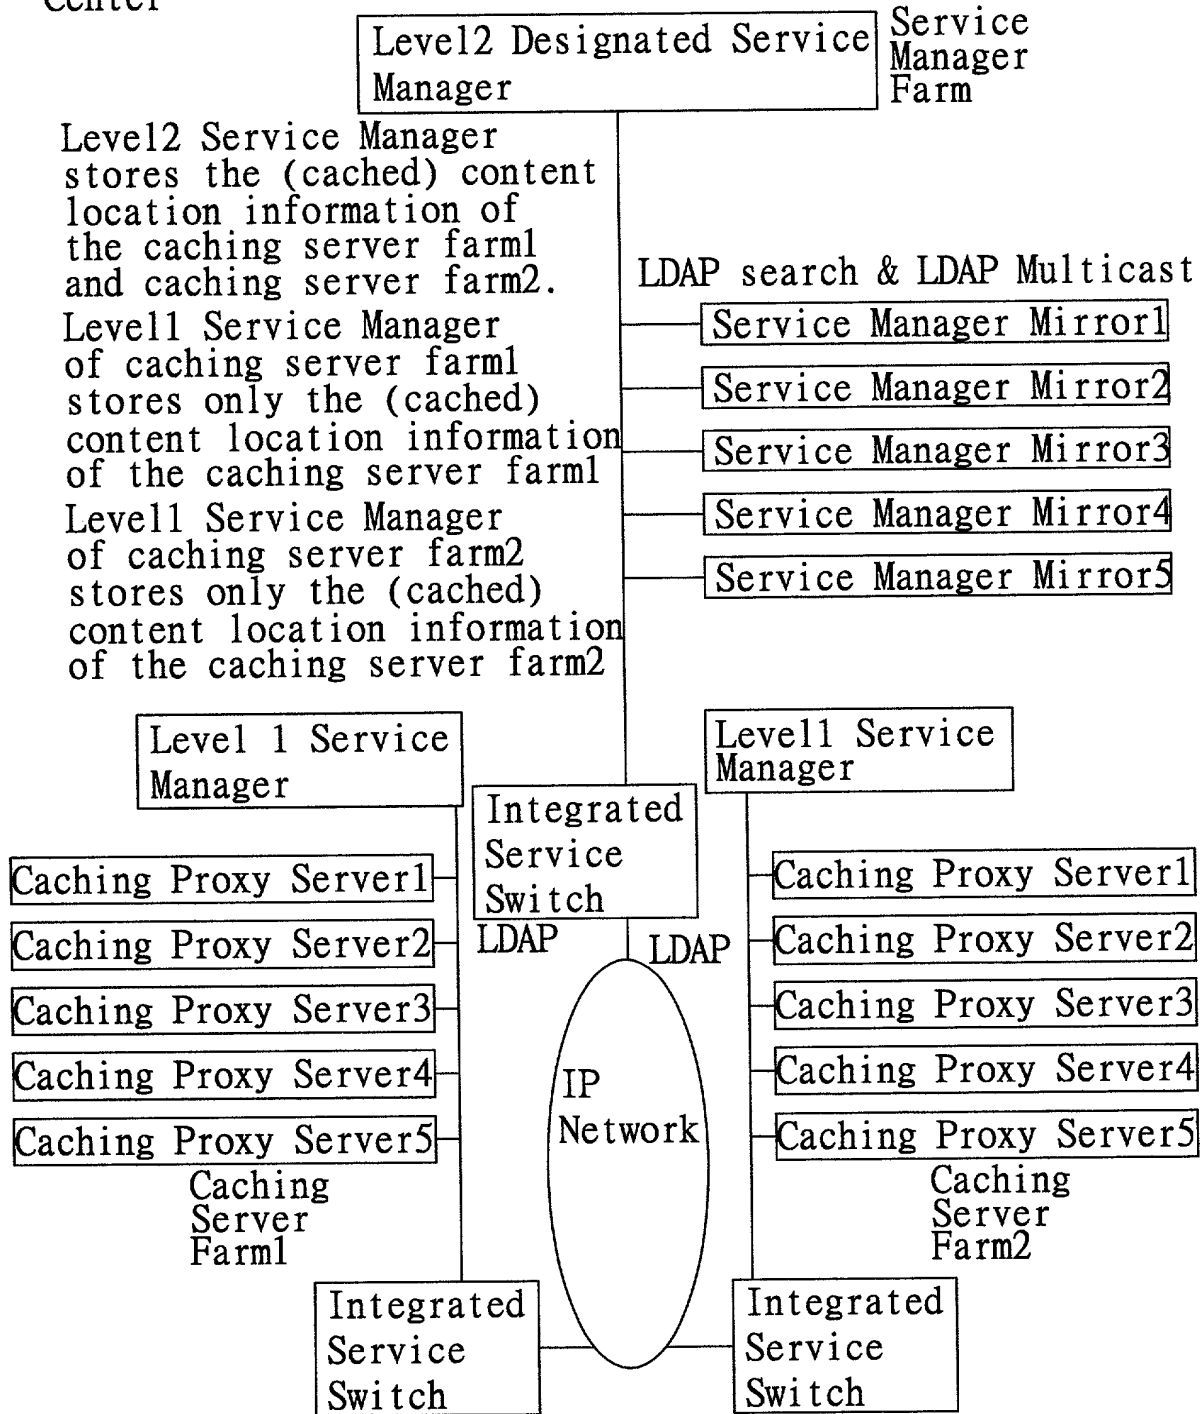 Center
Level2 Designated Service
Manager
Service
Manager
Farm
Level2 Service Manager
stores the (cached) content
location information of
the caching server farm1
and caching server farm2.
Level1 Service Manager
of caching server farm1
stores only the (cached)
content location information
of the caching server farm1
Level1 Service Manager
of caching server farm2
stores only the (cached)
content location information
of the caching server farm2
LDAP search & LDAP Multicast
Service Manager Mirror1
Service Manager Mirror2
Service Manager Mirror3
Service Manager Mirror4
Service Manager Mirror5
Level 1 Service
Manager
Level1 Service
Manager
Integrated
Service
Switch
LDAP
LDAP
Caching Proxy Server1
Caching Proxy Server2
Caching Proxy Server3
Caching Proxy Server4
Caching Proxy Server5
Caching
Server
Farm1
IP
Network
Caching Proxy Server1
Caching Proxy Server2
Caching Proxy Server3
Caching Proxy Server4
Caching Proxy Server5
Caching
Server
Farm2
Integrated
Service
Switch
Integrated
Service
Switch